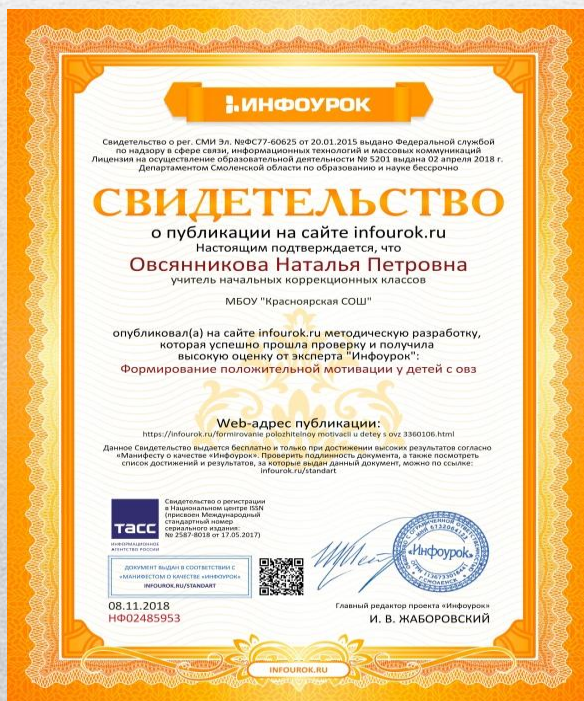 ИНФОУРОК
Свидетельство о рег. СМИ Эл. №ФС77-60625 от 20.01.2015 выдано Федеральной службой
по надзору в сфере связи, информационных технологий и массовых коммуникаций
Лицензия на осуществление образовательной деятельности № 5201 выдана 02 апреля 2018 г.
Департаментом Смоленской области по образованию и науке бессрочно
СВИДЕТЕЛЬСТВО
о публикации на сайте infourok.ru
Настоящим подтверждается, что
Овсянникова Наталья Петровна
учитель начальных коррекционных классов
МБОУ "Красноярская СОШ"
опубликовал(а) на сайте infourok.ru методическую разработку,
которая успешно прошла проверку и получила
высокую оценку от эксперта "Инфоурок":
Формирование положительной мотивации у детей с овз
Web-адрес публикации:
https://infourok.ru/formirovanie polozhitelnoy motivacii u detey s ovz 3360106.html
Данное Свидетельство выдается бесплатно и только при достижении высоких результатов согласно
«Манифесту о качестве «Инфоурок». Проверить подлинность документа, а также посмотреть
список достижений и результатов, за которые выдан данный документ, можно по ссылке:
infourok.ru/standart
Свидетельство о регистрации
в Национальном центре ISSN
(присвоен Международный
стандартный номер
сериального издания:
№ 2587-8018 от 17.05.2017)
ТАСС
ИНФОРМАЦИОННОЕ
АГЕНТСТВО РОССИИ
ДОКУМЕНТ ВЫДАН В СООТВЕТСТВИИ С
«МАНИФЕСТОМ О КАЧЕСТВЕ «ИНФОУРОК»
INFOUROK.RU/STANDART
«Инфоурок»
08.11.2018
НФ02485953
Главный редактор проекта «Инфоурок»
И. В. ЖАБОРОВСКИЙ
INFOUROK.RU